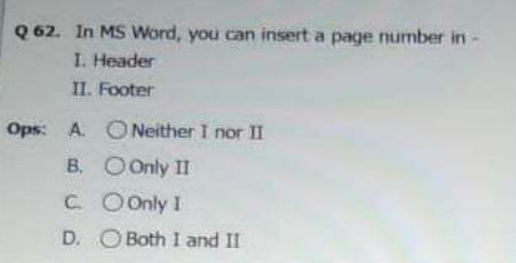 Q 62. In MS Word, you can insert a page number in -
I. Header
II. Footer
Ops: A. Neither I nor II
B. Only II
C. Only I
D. Both I and II